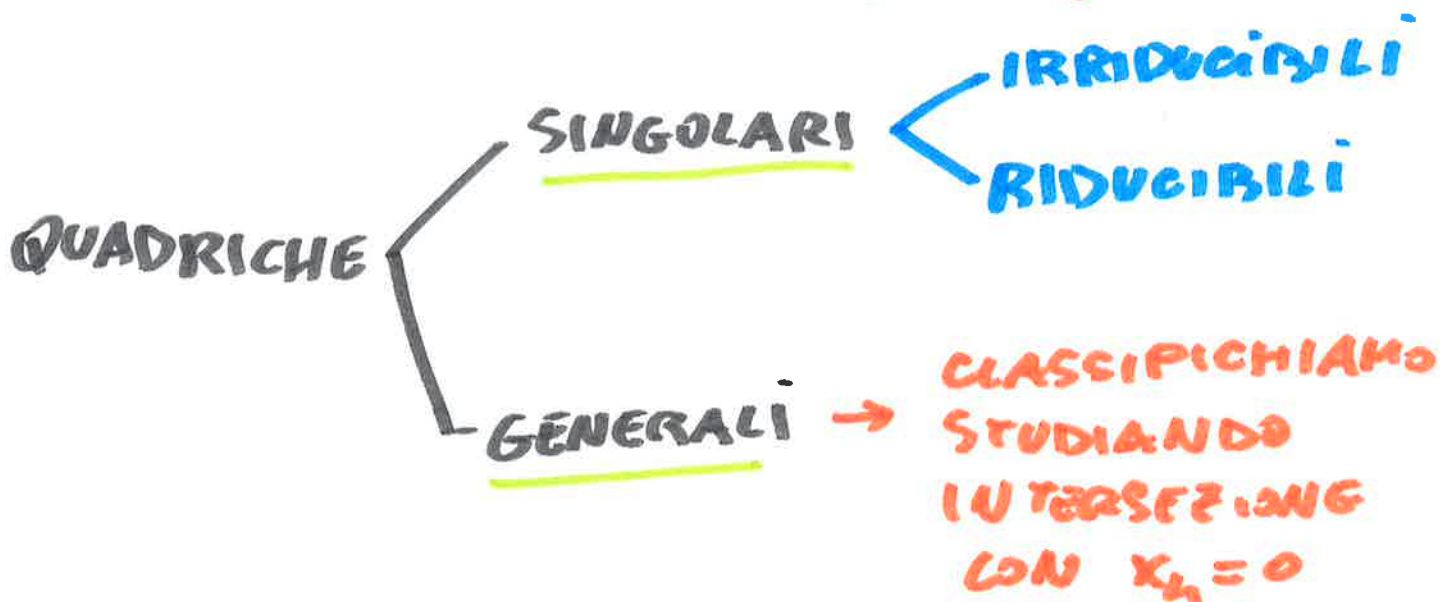 IRRIDUCIBILI
SINGOLARI
RIDUCIBILI
QUADRICHE
CLASSIFICHIAMO
GENERALI → STUDIANDO
INTERSEZIONE
CON x₄ = 0